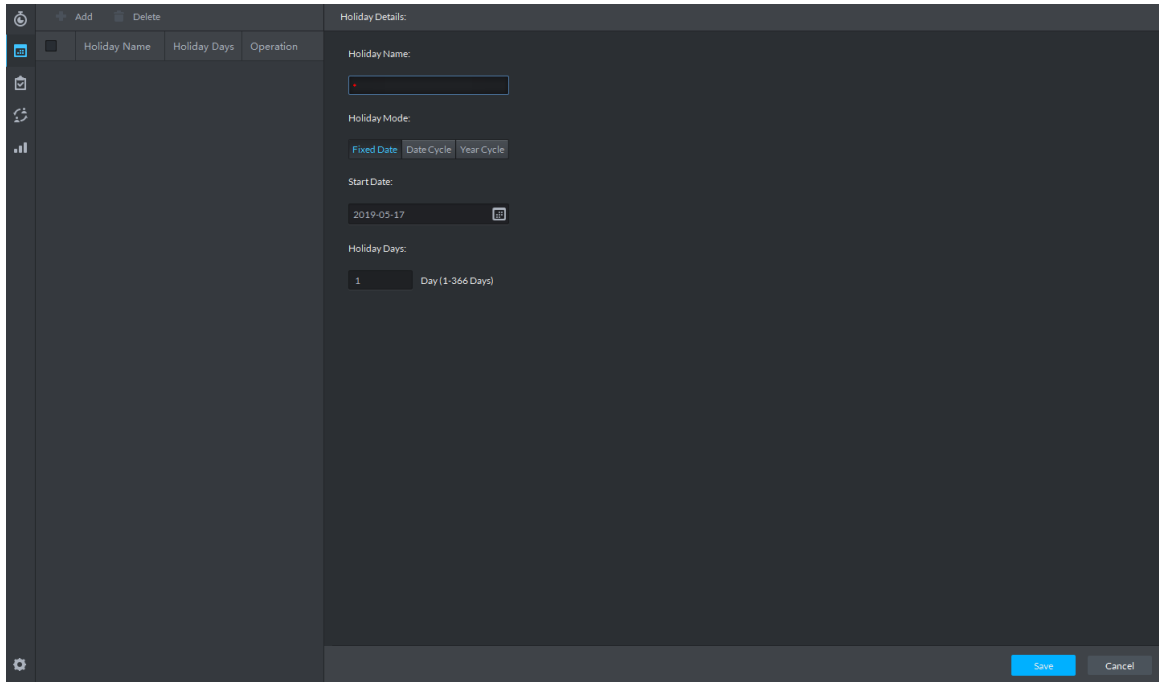 Add Delete
Holiday Name Holiday Days Operation
Holiday Details:
Holiday Name:
*
Holiday Mode:
Fixed Date Date Cycle Year Cycle
Start Date:
2019-05-17
Holiday Days:
1 Day (1-366 Days)
Save Cancel